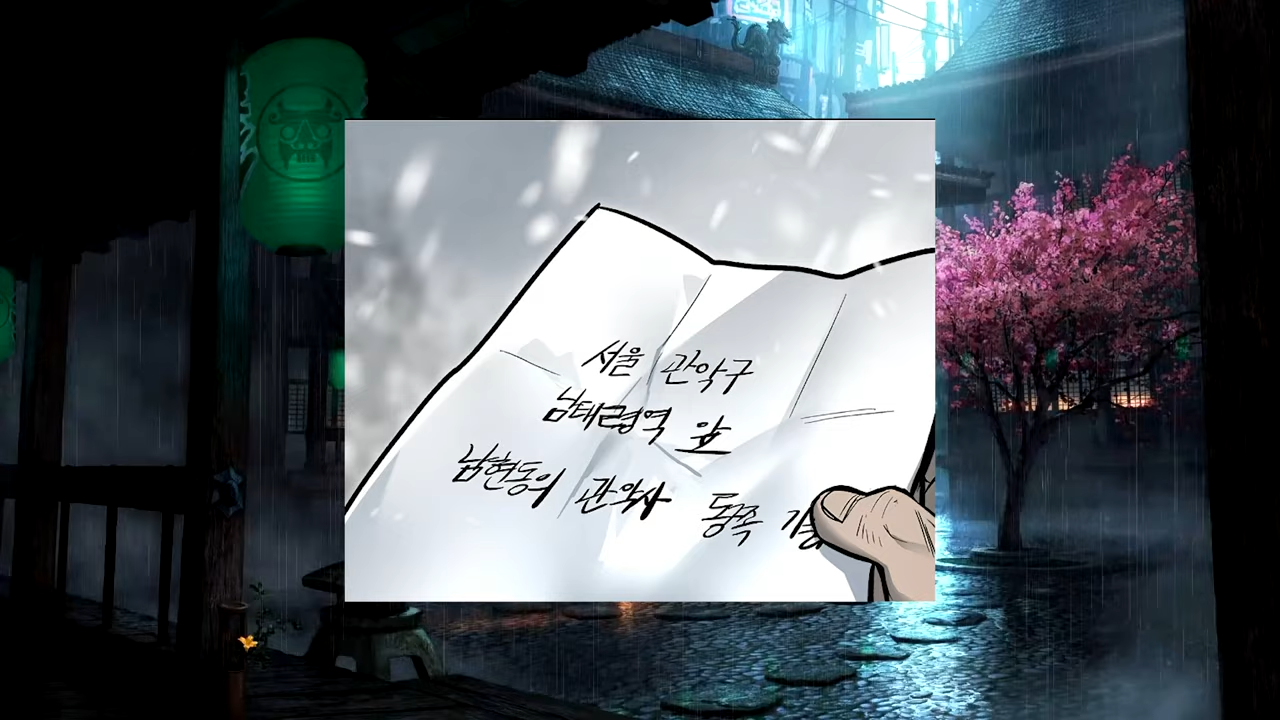 서울 관악구
남태령역 앞
남현동의 관악사 동쪽